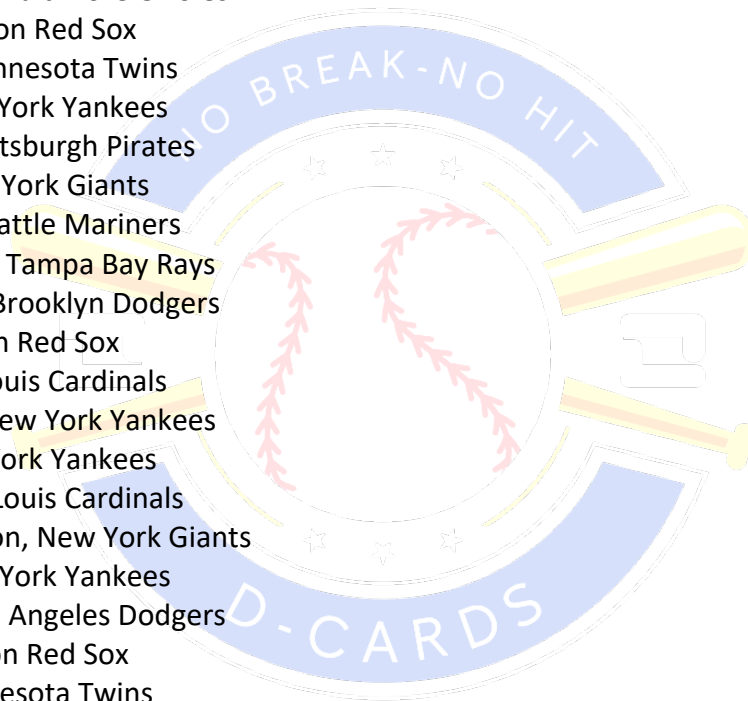 on Red Sox
nnesota Twins
York Yankees
tsburgh Pirates
York Giants
attle Mariners
Tampa Bay Rays
Brooklyn Dodgers
n Red Sox
ouis Cardinals
ew York Yankees
ork Yankees
Louis Cardinals
on, New York Giants
York Yankees
Angeles Dodgers
on Red Sox
nesota Twins
NO BREAK-NO HIT
D-CARDS